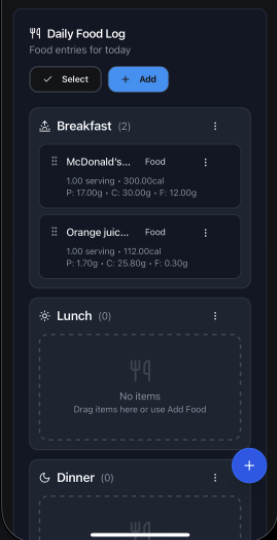 Daily Food Log
Food entries for today
Select
Add
Breakfast (2)
McDonald's... Food
1.00 serving • 300.00cal
P: 17.00g • C: 30.00g • F: 12.00g
Orange juic... Food
1.00 serving • 112.00cal
P: 1.70g • C: 25.80g • F: 0.30g
Lunch (0)
No items
Drag items here or use Add Food
Dinner (0)